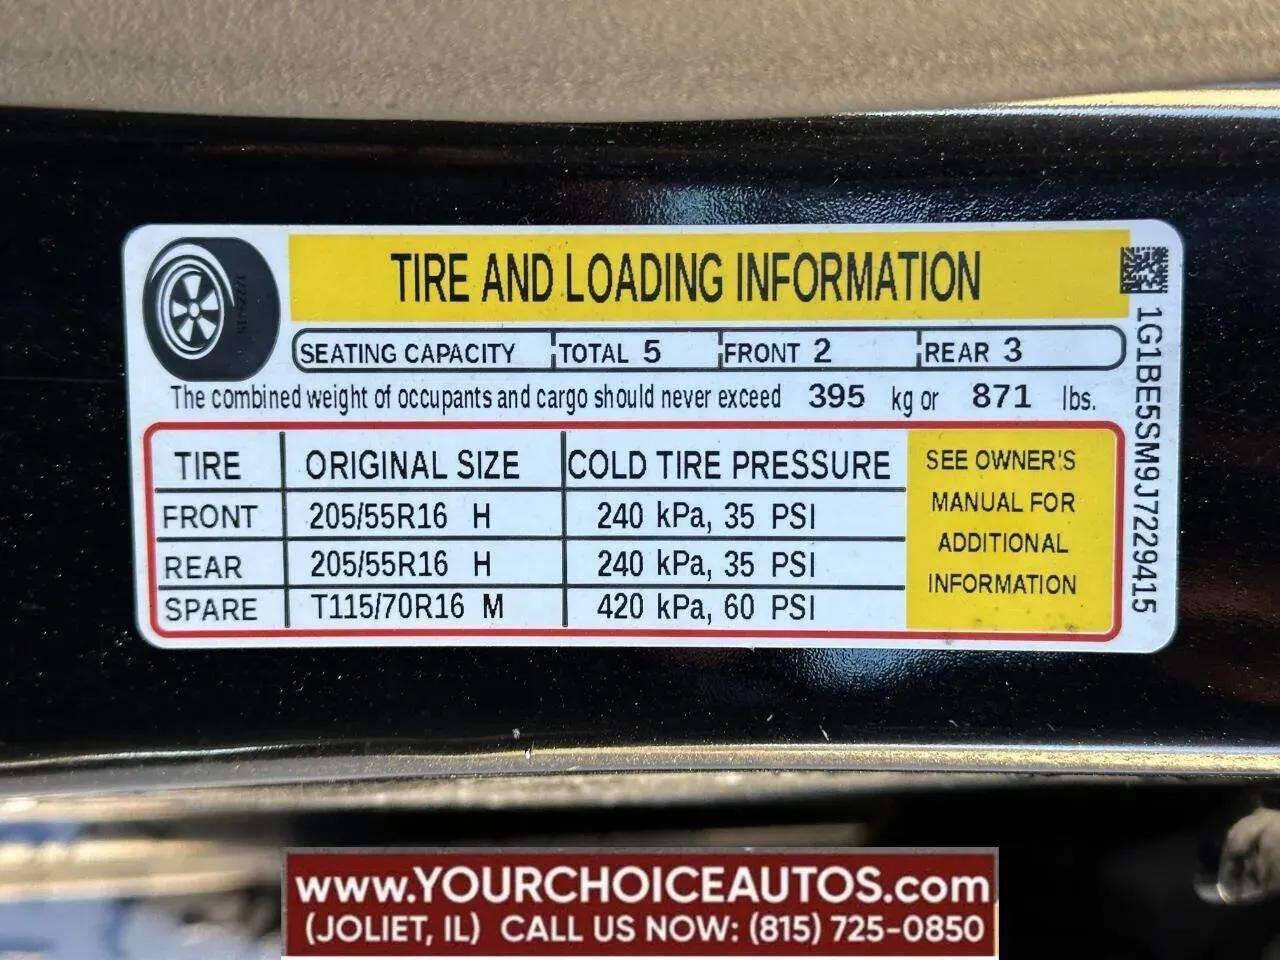 TIRE AND LOADING INFORMATION
SEATING CAPACITY TOTAL 5 FRONT 2 REAR 3
The combined weight of occupants and cargo should never exceed 395 kg or 871 lbs.
TIRE ORIGINAL SIZE COLD TIRE PRESSURE
FRONT 205/55R16 H 240 kPa, 35 PSI
REAR 205/55R16 H 240 kPa, 35 PSI
SPARE T115/70R16 M 420 kPa, 60 PSI
SEE OWNER'S
MANUAL FOR
ADDITIONAL
INFORMATION
1G1BE5SM9J7229415
www.YOURCHOICEAUTOS.com
(JOLIET, IL) CALL US NOW: (815) 725-0850